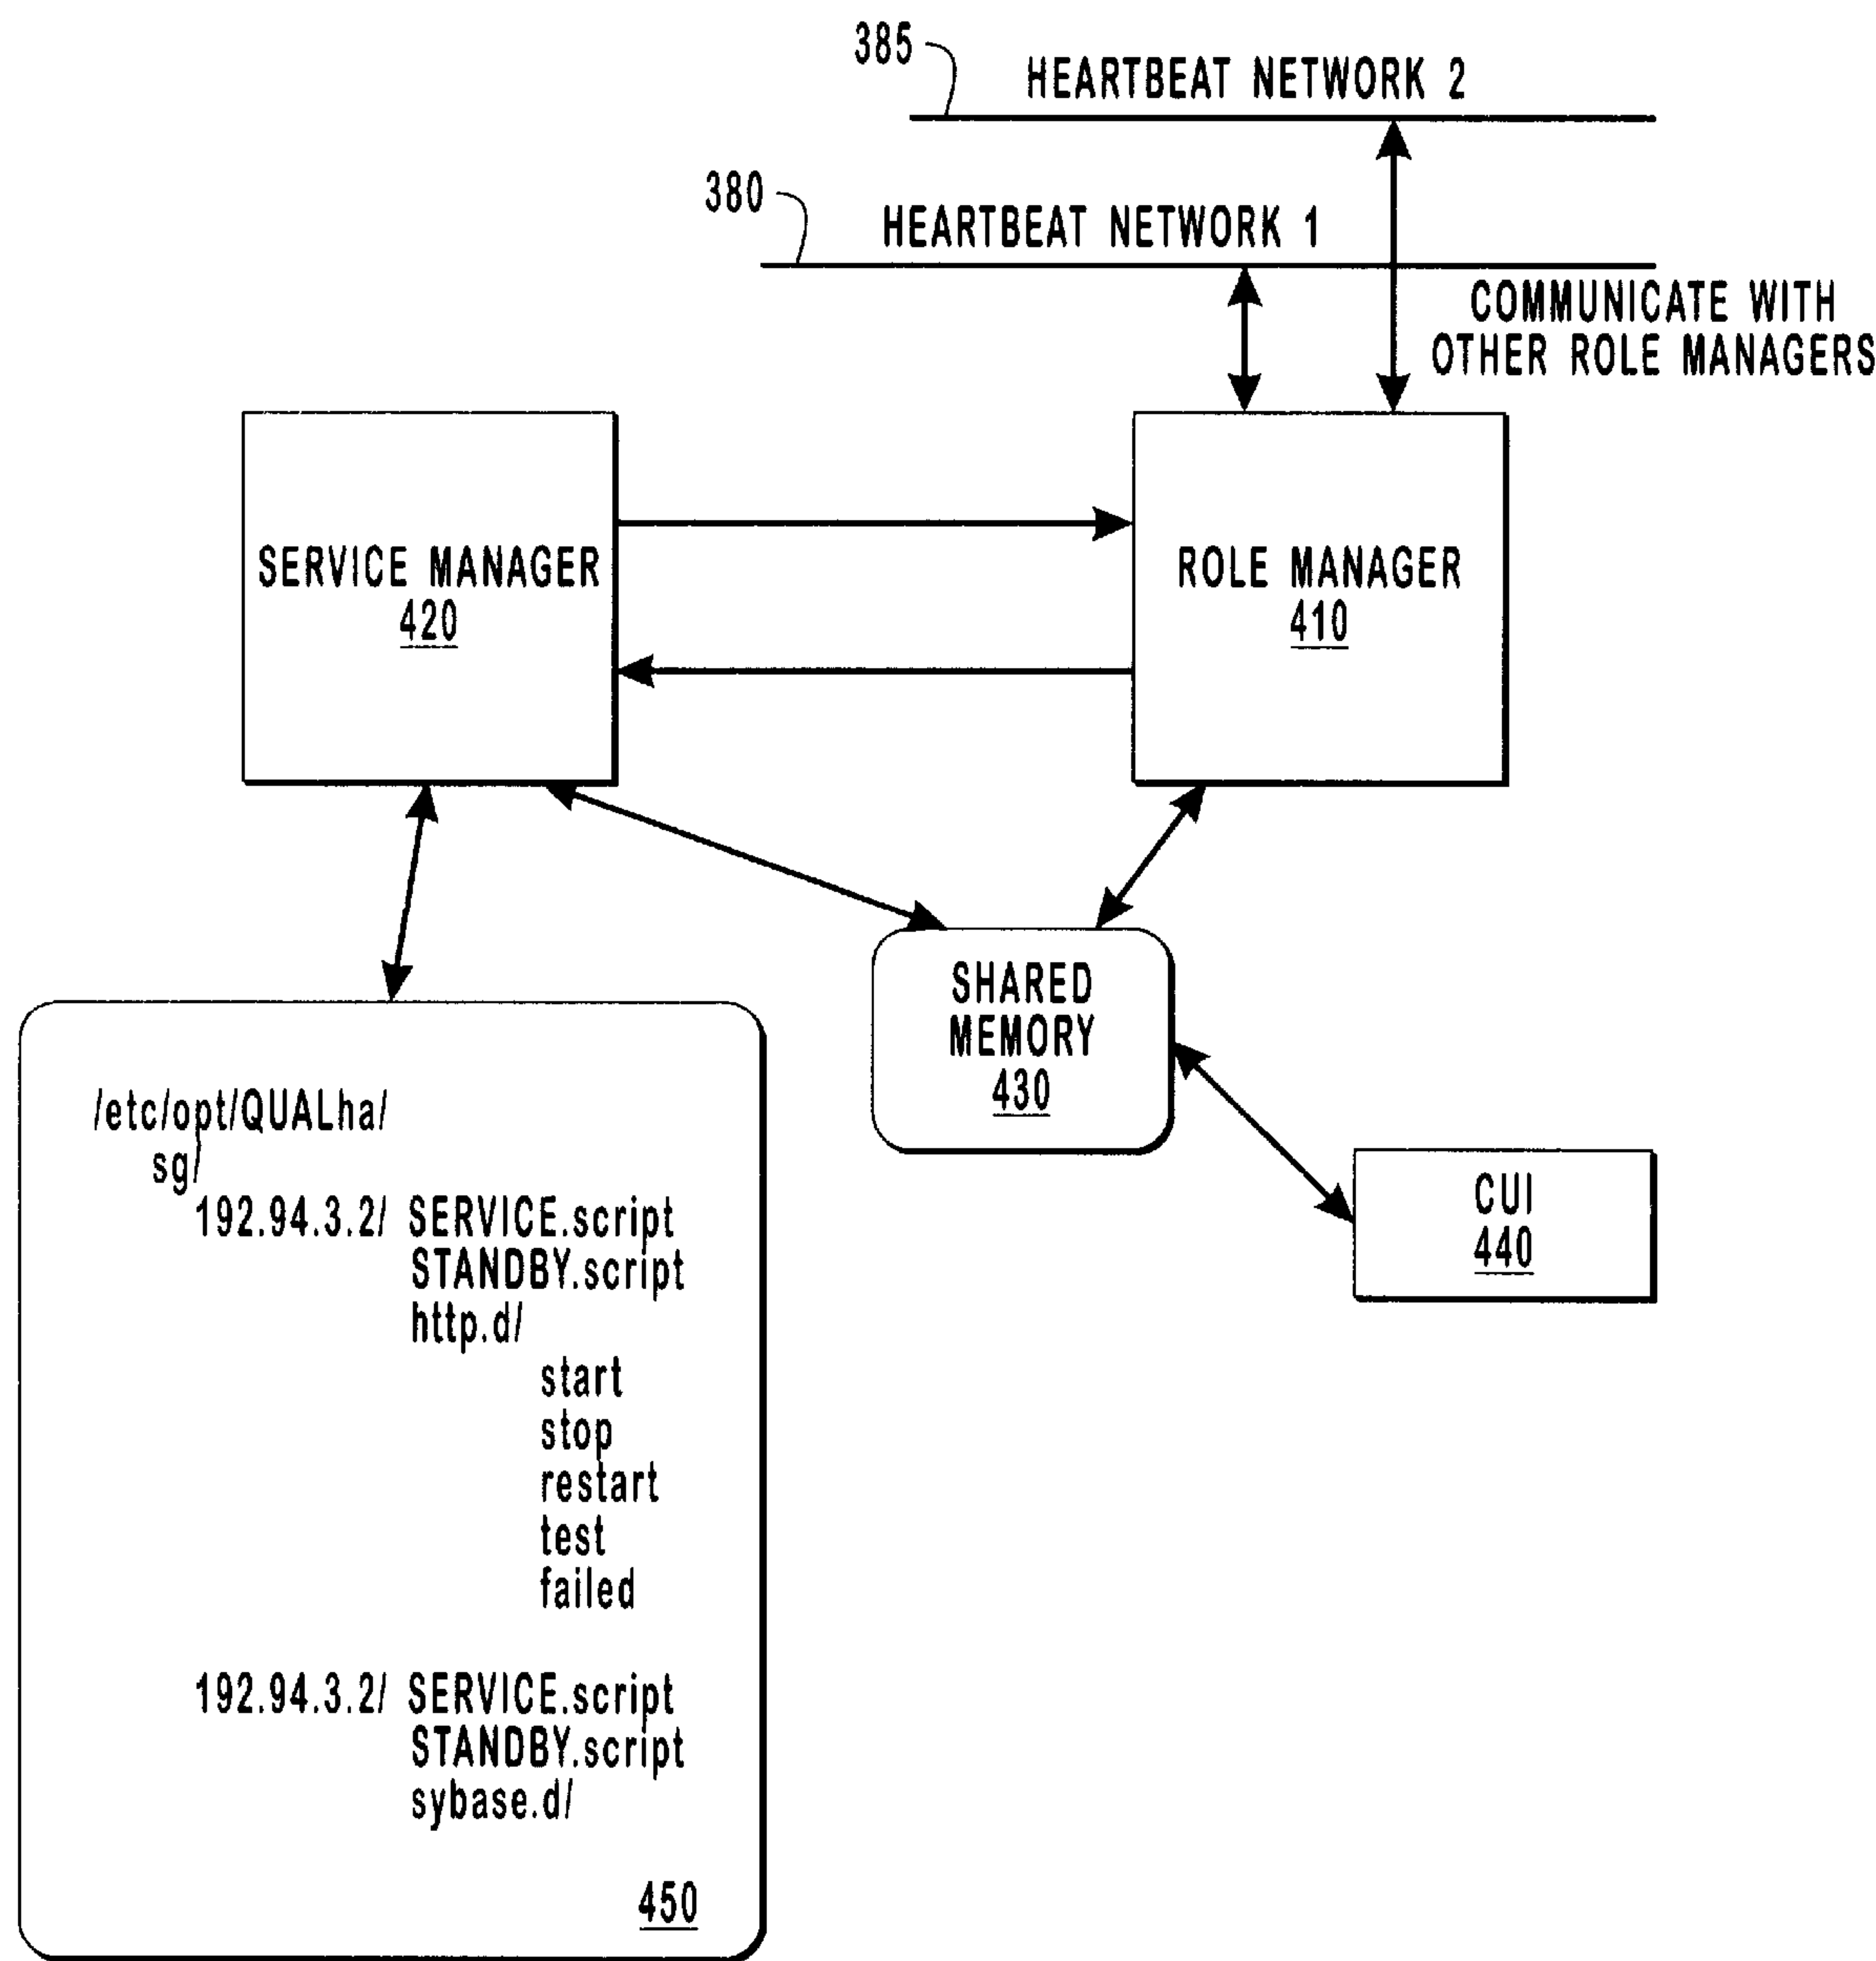 385
HEARTBEAT NETWORK 2
380
HEARTBEAT NETWORK 1
COMMUNICATE WITH
OTHER ROLE MANAGERS
SERVICE MANAGER
420
ROLE MANAGER
410
SHARED
MEMORY
430
CUI
440
/etc/opt/QUALha/
sg/
192.94.3.2/ SERVICE.script
STANDBY.script
http.d/
start
stop
restart
test
failed
192.94.3.2/ SERVICE.script
STANDBY.script
sybase.d/
450